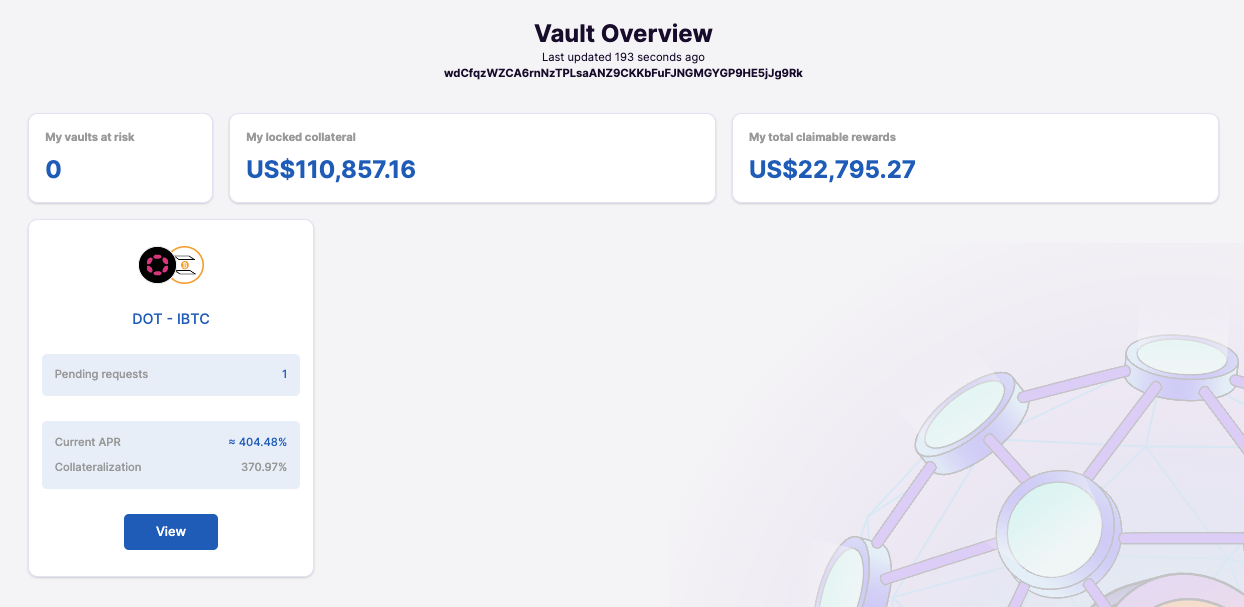 Vault Overview
Last updated 193 seconds ago
wdCfqzWZCA6rnNzTPLsaANZ9CKKbFuFJNGMGYGP9HE5jJg9Rk
My vaults at risk
0
My locked collateral
US$110,857.16
My total claimable rewards
US$22,795.27
DOT - IBTC
Pending requests 1
Current APR ≈ 404.48%
Collateralization 370.97%
View